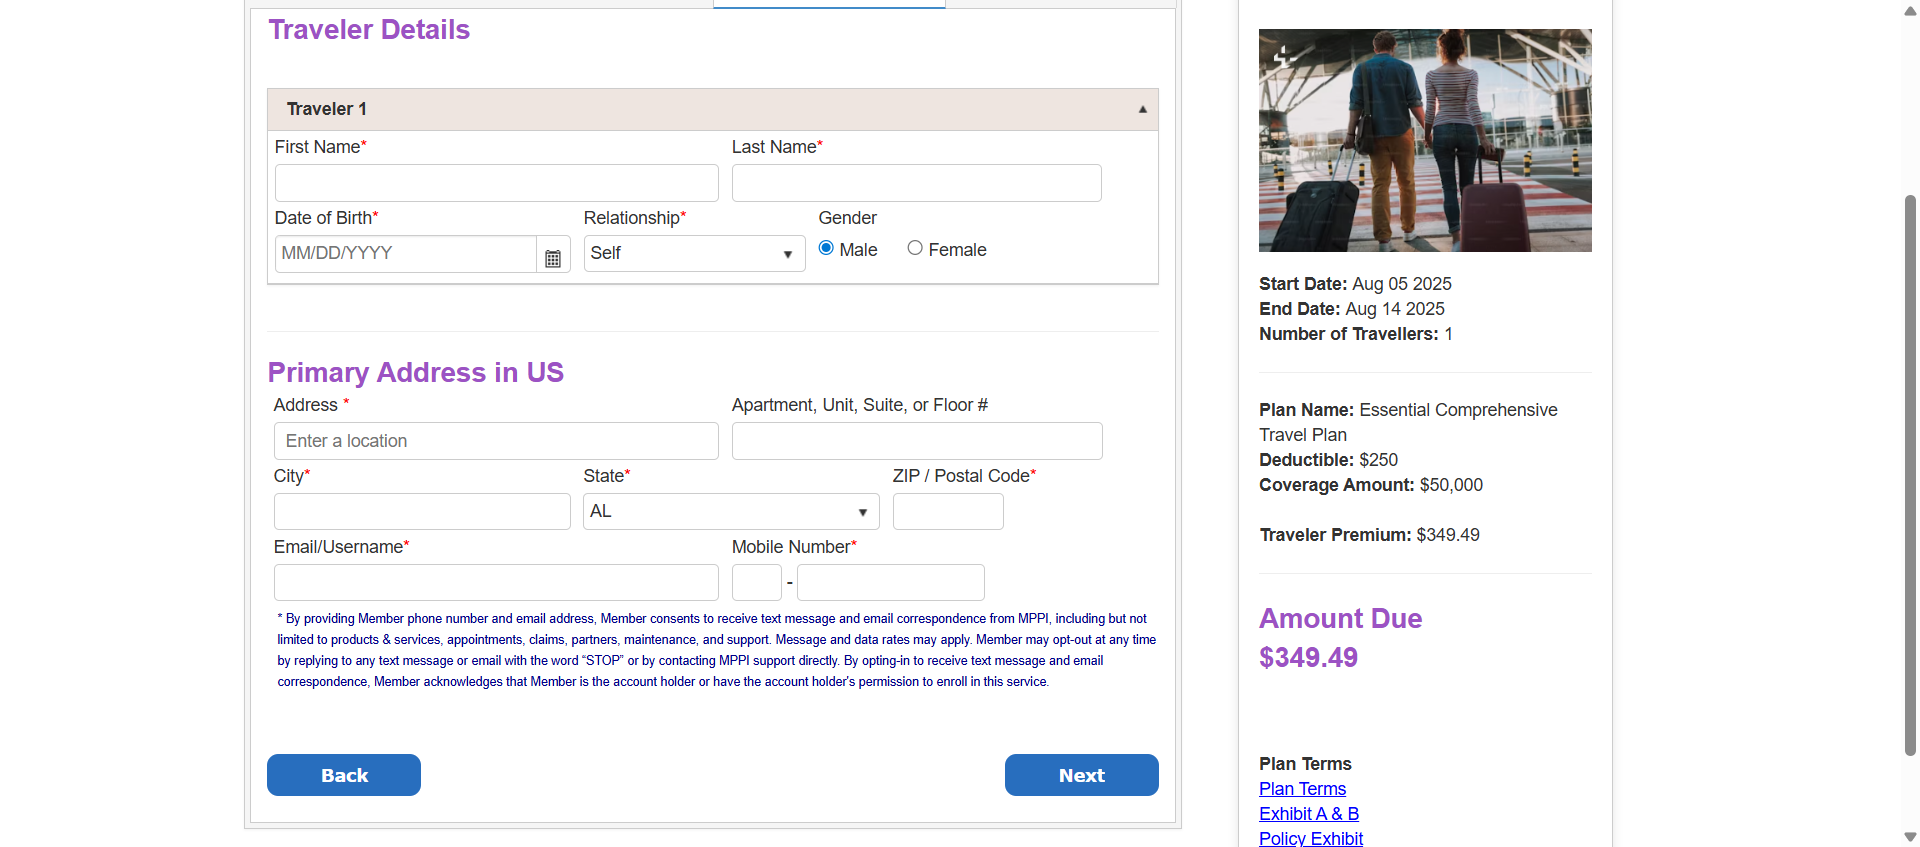 Traveler Details
Traveler 1
First Name*
Last Name*
Date of Birth*
Relationship*
Gender
MM/DD/YYYY
Self
Male
Female
Primary Address in US
Address *
Apartment, Unit, Suite, or Floor #
Enter a location
City*
State*
ZIP / Postal Code*
AL
Email/Username*
Mobile Number*
-
* By providing Member phone number and email address, Member consents to receive text message and email correspondence from MPPI, including but not
limited to products & services, appointments, claims, partners, maintenance, and support. Message and data rates may apply. Member may opt-out at any time
by replying to any text message or email with the word “STOP” or by contacting MPPI support directly. By opting-in to receive text message and email
correspondence, Member acknowledges that Member is the account holder or have the account holder's permission to enroll in this service.
Back
Next
Start Date: Aug 05 2025
End Date: Aug 14 2025
Number of Travellers: 1
Plan Name: Essential Comprehensive
Travel Plan
Deductible: $250
Coverage Amount: $50,000
Traveler Premium: $349.49
Amount Due
$349.49
Plan Terms
Plan Terms
Exhibit A & B
Policy Exhibit